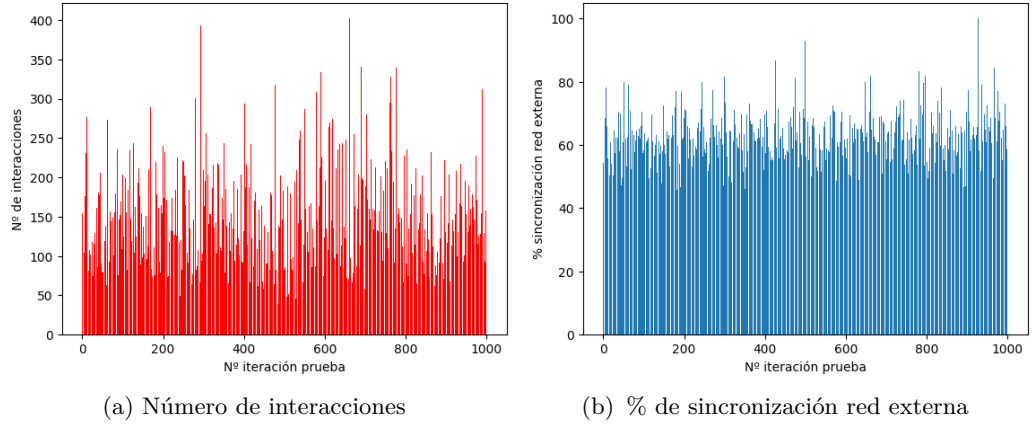 400
350
300
250
200
150
100
50
0
Nº de interacciones
0 200 400 600 800 1000
Nº iteración prueba
(a) Número de interacciones
100
80
60
40
20
0
% sincronización red externa
0 200 400 600 800 1000
Nº iteración prueba
(b) % de sincronización red externa